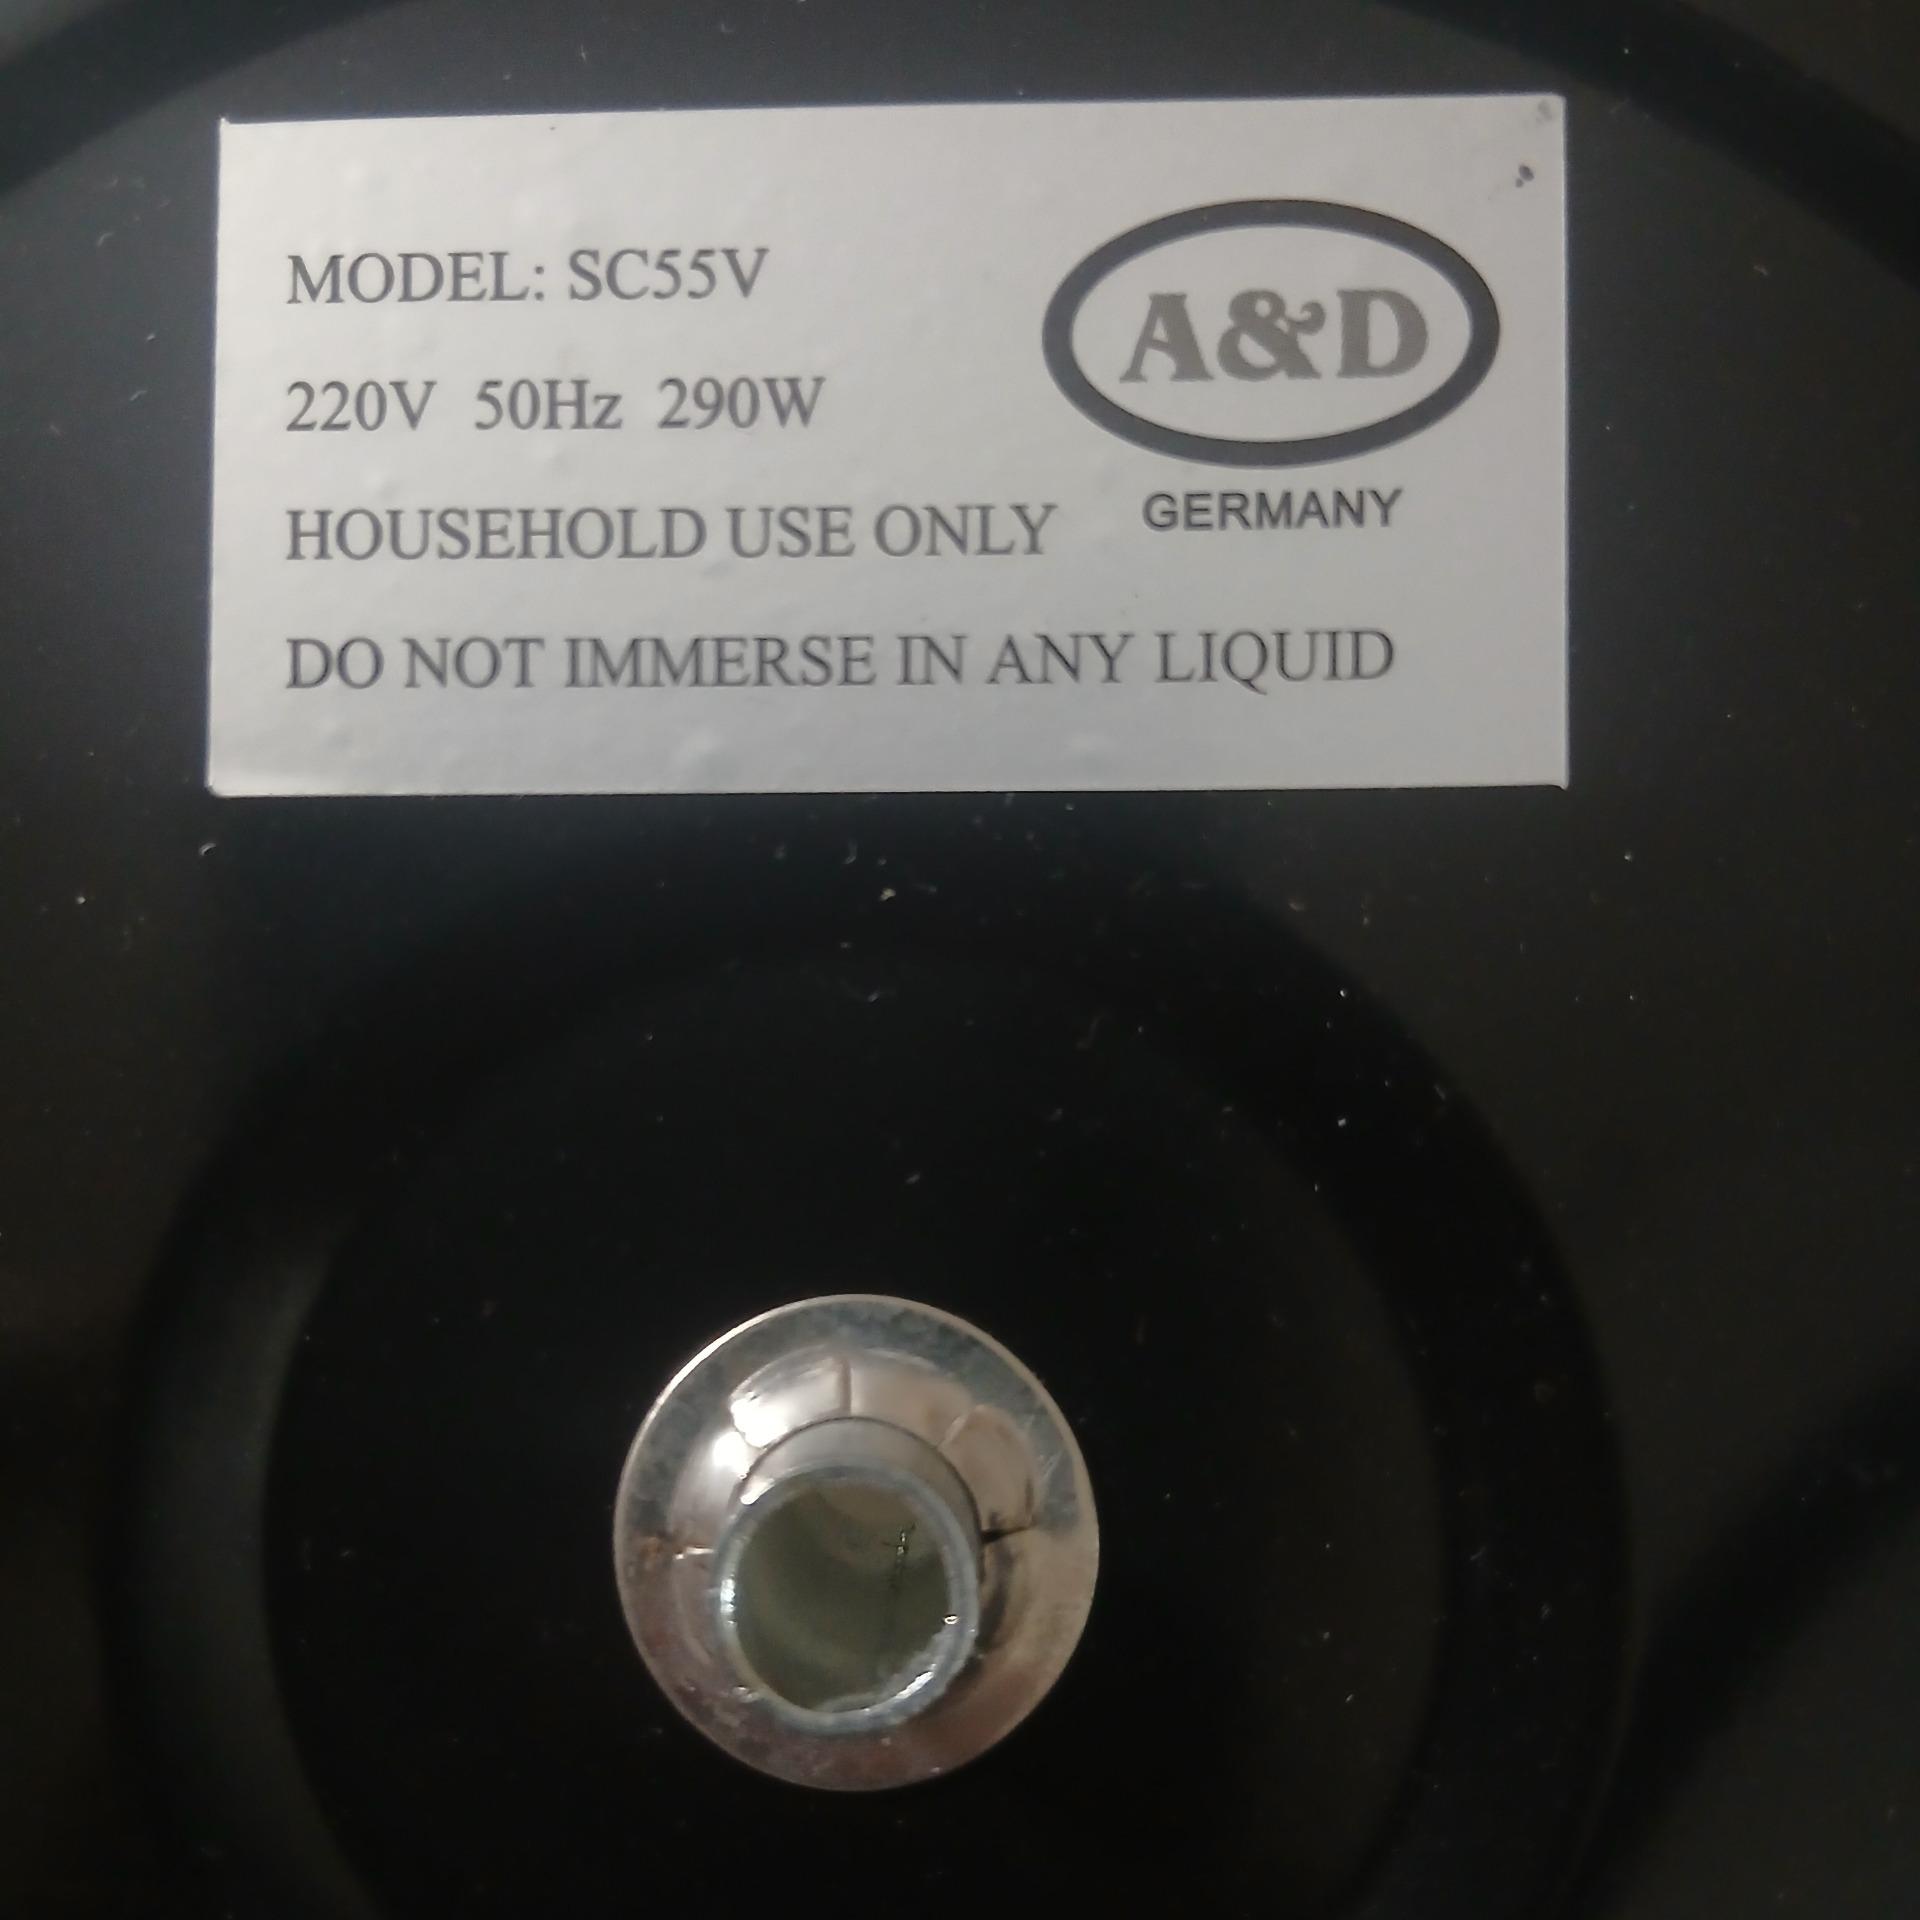 MODEL: SC55V
220V 50Hz 290W
HOUSEHOLD USE ONLY
DO NOT IMMERSE IN ANY LIQUID
A&D
GERMANY